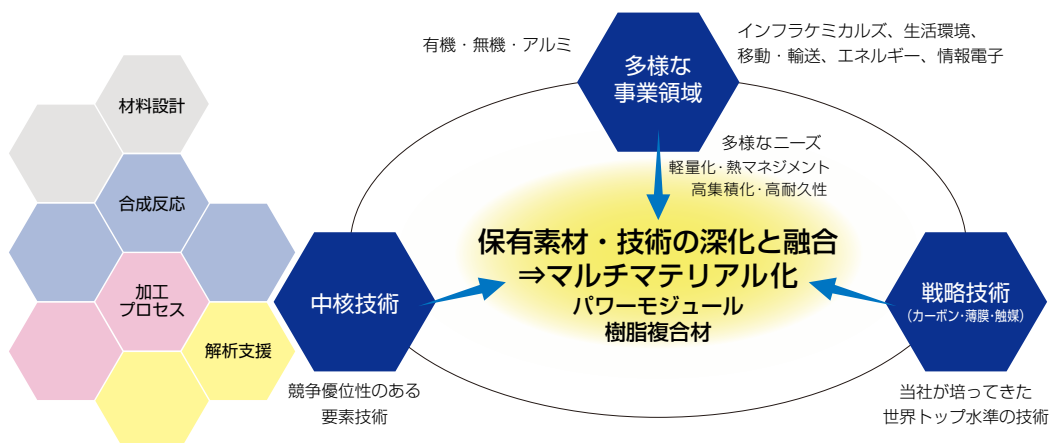 有機・無機・アルミ
多様な
事業領域
インフラケミカルズ、生活環境、
移動・輸送、エネルギー、情報電子
多様なニーズ
軽量化・熱マネジメント
高集積化・高耐久性
材料設計
合成反応
加工
プロセス
解析支援
中核技術
競争優位性のある
要素技術
保有素材・技術の深化と融合
⇒マルチマテリアル化
パワーモジュール
樹脂複合材
戦略技術
(カーボン・薄膜・触媒)
当社が培ってきた
世界トップ水準の技術